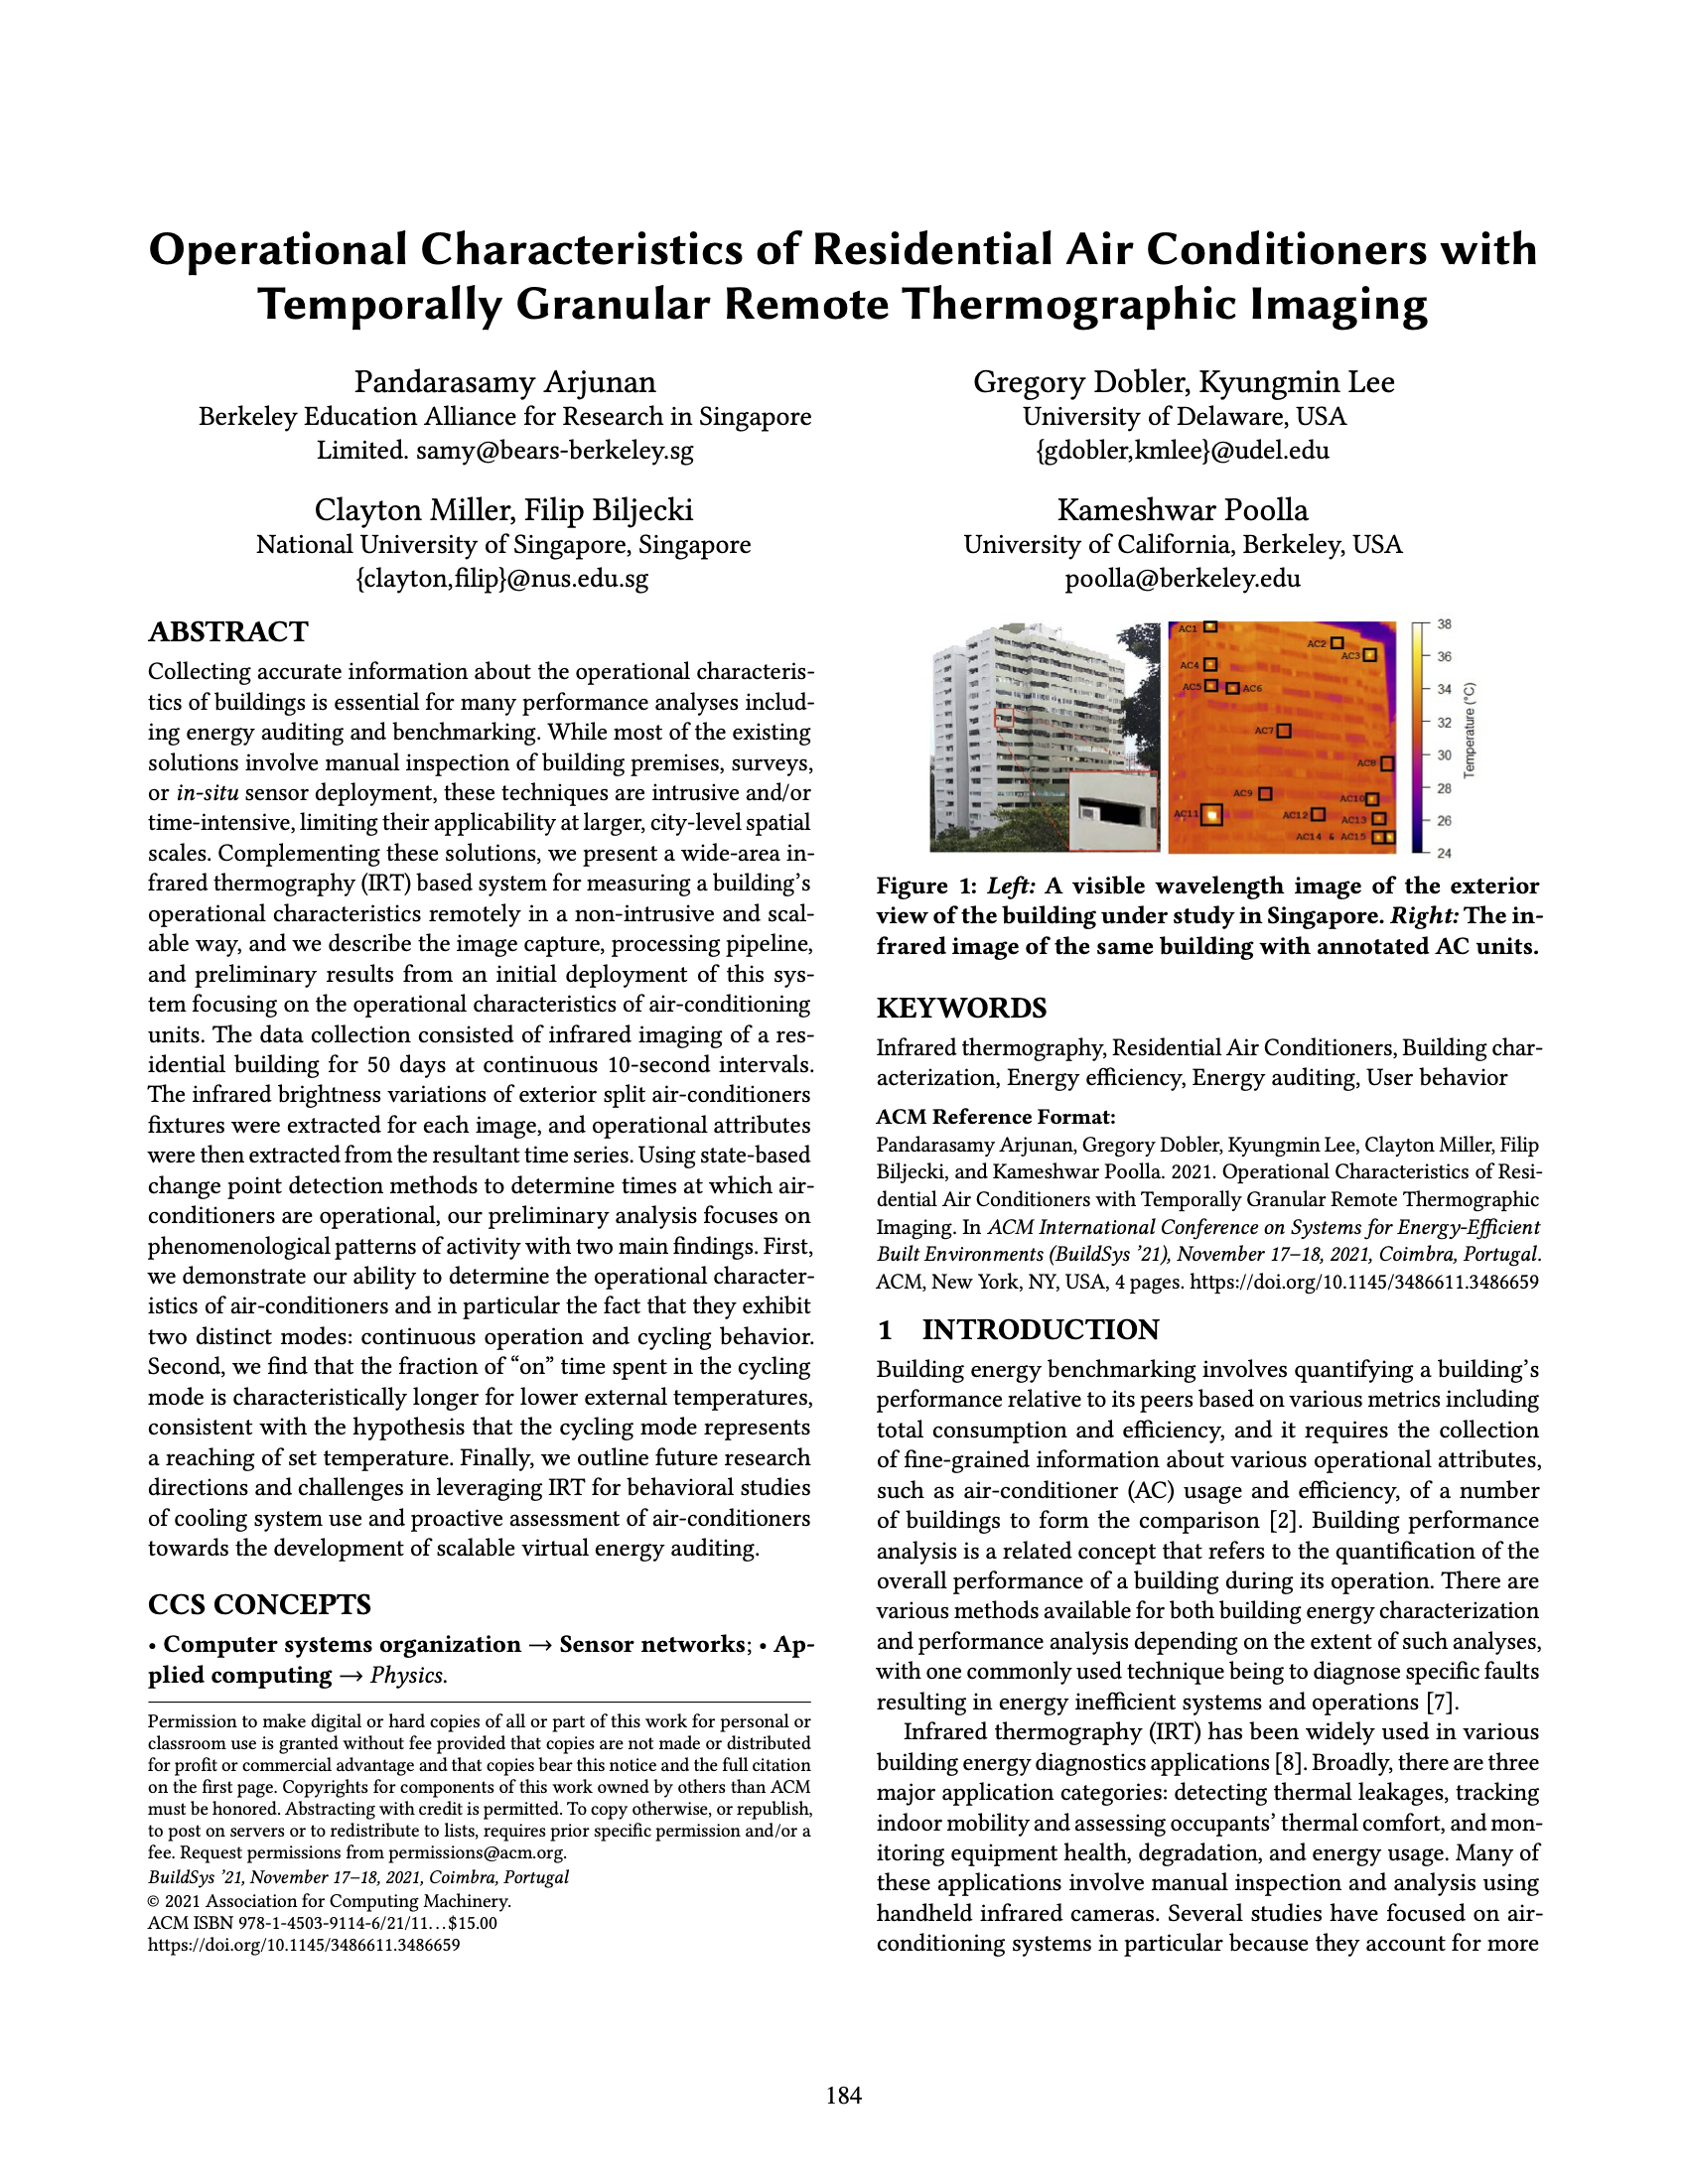 Operational Characteristics of Residential Air Conditioners with
Temporally Granular Remote Thermographic Imaging
Pandarasamy Arjunan
Berkeley Education Alliance for Research in Singapore
Limited. samy@bears-berkeley.sg
Gregory Dobler, Kyungmin Lee
University of Delaware, USA
{gdobler,kmlee}@udel.edu
Clayton Miller, Filip Biljecki
National University of Singapore, Singapore
{clayton,filip}@nus.edu.sg
Kameshwar Poolla
University of California, Berkeley, USA
poolla@berkeley.edu
ABSTRACT
Collecting accurate information about the operational characteris-
tics of buildings is essential for many performance analyses includ-
ing energy auditing and benchmarking. While most of the existing
solutions involve manual inspection of building premises, surveys,
or in-situ sensor deployment, these techniques are intrusive and/or
time-intensive, limiting their applicability at larger, city-level spatial
scales. Complementing these solutions, we present a wide-area in-
frared thermography (IRT) based system for measuring a building's
operational characteristics remotely in a non-intrusive and scal-
able way, and we describe the image capture, processing pipeline,
and preliminary results from an initial deployment of this sys-
tem focusing on the operational characteristics of air-conditioning
units. The data collection consisted of infrared imaging of a res-
idential building for 50 days at continuous 10-second intervals.
The infrared brightness variations of exterior split air-conditioners
fixtures were extracted for each image, and operational attributes
were then extracted from the resultant time series. Using state-based
change point detection methods to determine times at which air-
conditioners are operational, our preliminary analysis focuses on
phenomenological patterns of activity with two main findings. First,
we demonstrate our ability to determine the operational character-
istics of air-conditioners and in particular the fact that they exhibit
two distinct modes: continuous operation and cycling behavior.
Second, we find that the fraction of “on” time spent in the cycling
mode is characteristically longer for lower external temperatures,
consistent with the hypothesis that the cycling mode represents
a reaching of set temperature. Finally, we outline future research
directions and challenges in leveraging IRT for behavioral studies
of cooling system use and proactive assessment of air-conditioners
towards the development of scalable virtual energy auditing.
CCS CONCEPTS
• Computer systems organization → Sensor networks; • Ap-
plied computing → Physics.
Permission to make digital or hard copies of all or part of this work for personal or
classroom use is granted without fee provided that copies are not made or distributed
for profit or commercial advantage and that copies bear this notice and the full citation
on the first page. Copyrights for components of this work owned by others than ACM
must be honored. Abstracting with credit is permitted. To copy otherwise, or republish,
to post on servers or to redistribute to lists, requires prior specific permission and/or a
fee. Request permissions from permissions@acm.org.
BuildSys ’21, November 17–18, 2021, Coimbra, Portugal
© 2021 Association for Computing Machinery.
ACM ISBN 978-1-4503-9114-6/21/11...$15.00
https://doi.org/10.1145/3486611.3486659
AC1
AC2
AC3
AC4
AC5
AC6
AC7
AC8
AC9
AC10
AC11
AC12
AC13
AC14 & AC15
38
36
34
32
30
28
26
24
Temperature (°C)
Figure 1: Left: A visible wavelength image of the exterior
view of the building under study in Singapore. Right: The in-
frared image of the same building with annotated AC units.
KEYWORDS
Infrared thermography, Residential Air Conditioners, Building char-
acterization, Energy efficiency, Energy auditing, User behavior
ACM Reference Format:
Pandarasamy Arjunan, Gregory Dobler, Kyungmin Lee, Clayton Miller, Filip
Biljecki, and Kameshwar Poolla. 2021. Operational Characteristics of Resi-
dential Air Conditioners with Temporally Granular Remote Thermographic
Imaging. In ACM International Conference on Systems for Energy-Efficient
Built Environments (BuildSys ’21), November 17–18, 2021, Coimbra, Portugal.
ACM, New York, NY, USA, 4 pages. https://doi.org/10.1145/3486611.3486659
1 INTRODUCTION
Building energy benchmarking involves quantifying a building’s
performance relative to its peers based on various metrics including
total consumption and efficiency, and it requires the collection
of fine-grained information about various operational attributes,
such as air-conditioner (AC) usage and efficiency, of a number
of buildings to form the comparison [2]. Building performance
analysis is a related concept that refers to the quantification of the
overall performance of a building during its operation. There are
various methods available for both building energy characterization
and performance analysis depending on the extent of such analyses,
with one commonly used technique being to diagnose specific faults
resulting in energy inefficient systems and operations [7].
Infrared thermography (IRT) has been widely used in various
building energy diagnostics applications [8]. Broadly, there are three
major application categories: detecting thermal leakages, tracking
indoor mobility and assessing occupants’ thermal comfort, and mon-
itoring equipment health, degradation, and energy usage. Many of
these applications involve manual inspection and analysis using
handheld infrared cameras. Several studies have focused on air-
conditioning systems in particular because they account for more
184